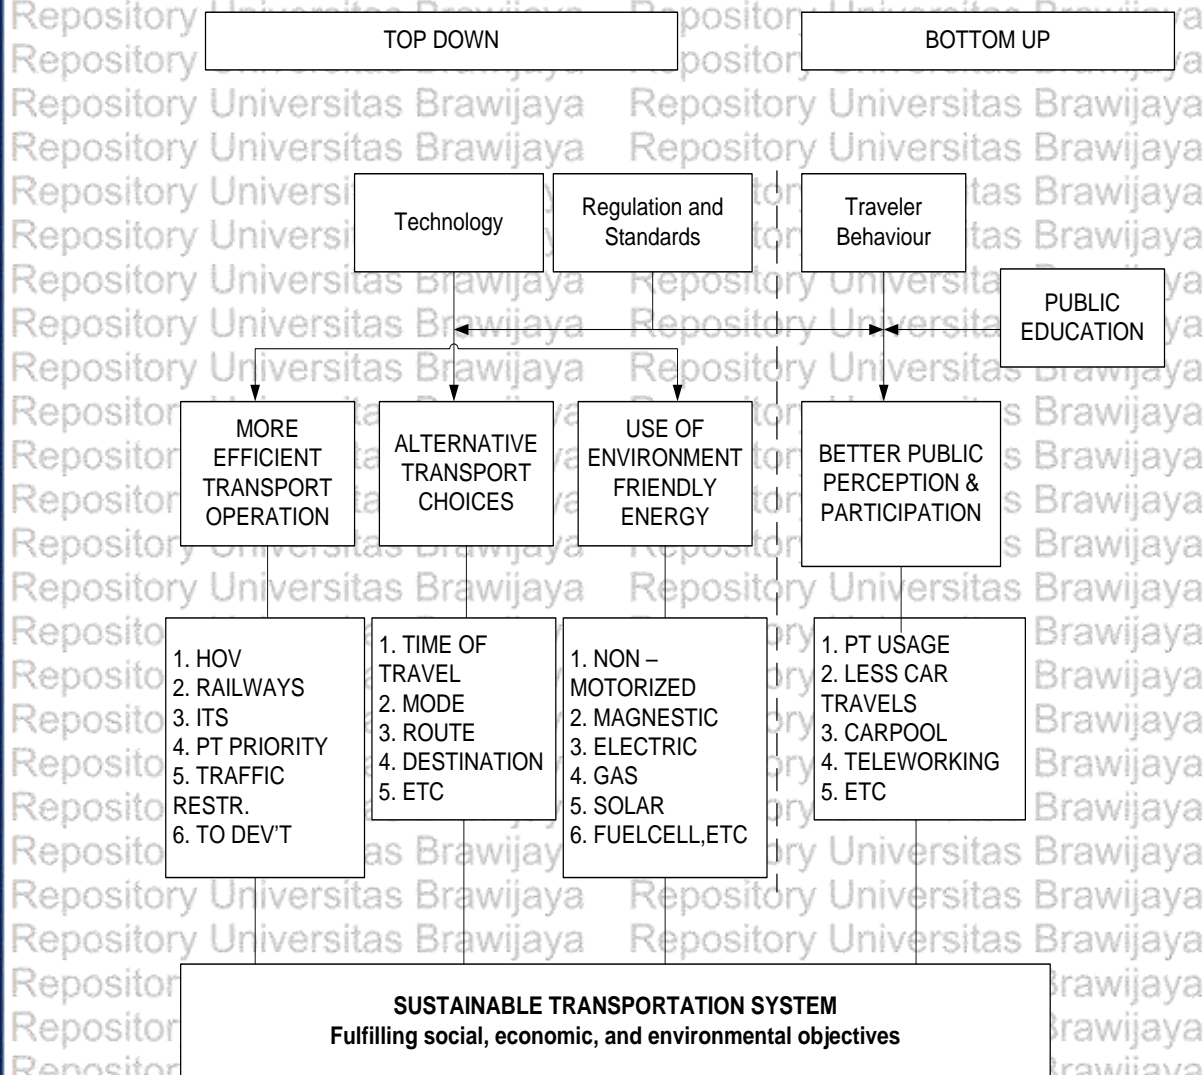 TOP DOWN
BOTTOM UP
Technology
Regulation and
Standards
Traveler
Behaviour
PUBLIC
EDUCATION
MORE
EFFICIENT
TRANSPORT
OPERATION
ALTERNATIVE
TRANSPORT
CHOICES
USE OF
ENVIRONMENT
FRIENDLY
ENERGY
BETTER PUBLIC
PERCEPTION &
PARTICIPATION
1. HOV
2. RAILWAYS
3. ITS
4. PT PRIORITY
5. TRAFFIC
RESTR.
6. TO DEV'T
1. TIME OF
TRAVEL
2. MODE
3. ROUTE
4. DESTINATION
5. ETC
1. NON –
MOTORIZED
2. MAGNESTIC
3. ELECTRIC
4. GAS
5. SOLAR
6. FUELCELL,ETC
1. PT USAGE
2. LESS CAR
TRAVELS
3. CARPOOL
4. TELEWORKING
5. ETC
SUSTAINABLE TRANSPORTATION SYSTEM
Fulfilling social, economic, and environmental objectives
Repository Universitas Brawijaya